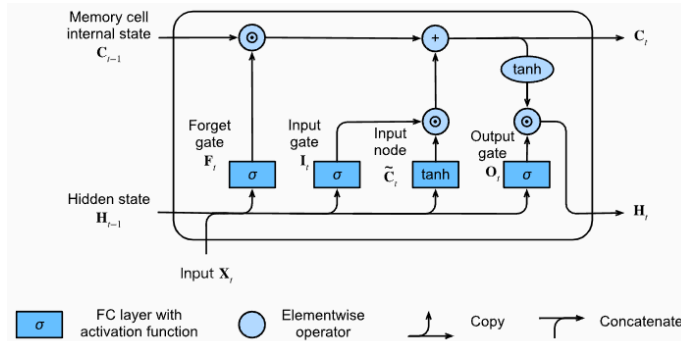 Memory cell
internal state
C_{t-1}
⊙
+
C_t
tanh
Forget
gate
F_t
Input
gate
I_t
Input
node
C̃_t
⊙
Output
gate
O_t
⊙
σ
σ
tanh
σ
Hidden state
H_{t-1}
H_t
Input X_t
σ
FC layer with
activation function
Elementwise
operator
Copy
Concatenate